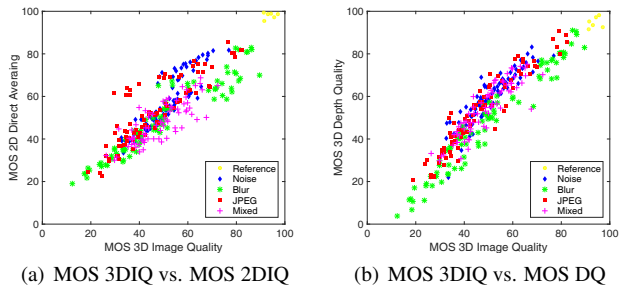 100
80
60
40
20
0
0 20 40 60 80 100
MOS 2D Direct Averaing
MOS 3D Image Quality
Reference
Noise
Blur
JPEG
Mixed
(a) MOS 3DIQ vs. MOS 2DIQ
100
80
60
40
20
0
0 20 40 60 80 100
MOS 3D Depth Quality
MOS 3D Image Quality
Reference
Noise
Blur
JPEG
Mixed
(b) MOS 3DIQ vs. MOS DQ